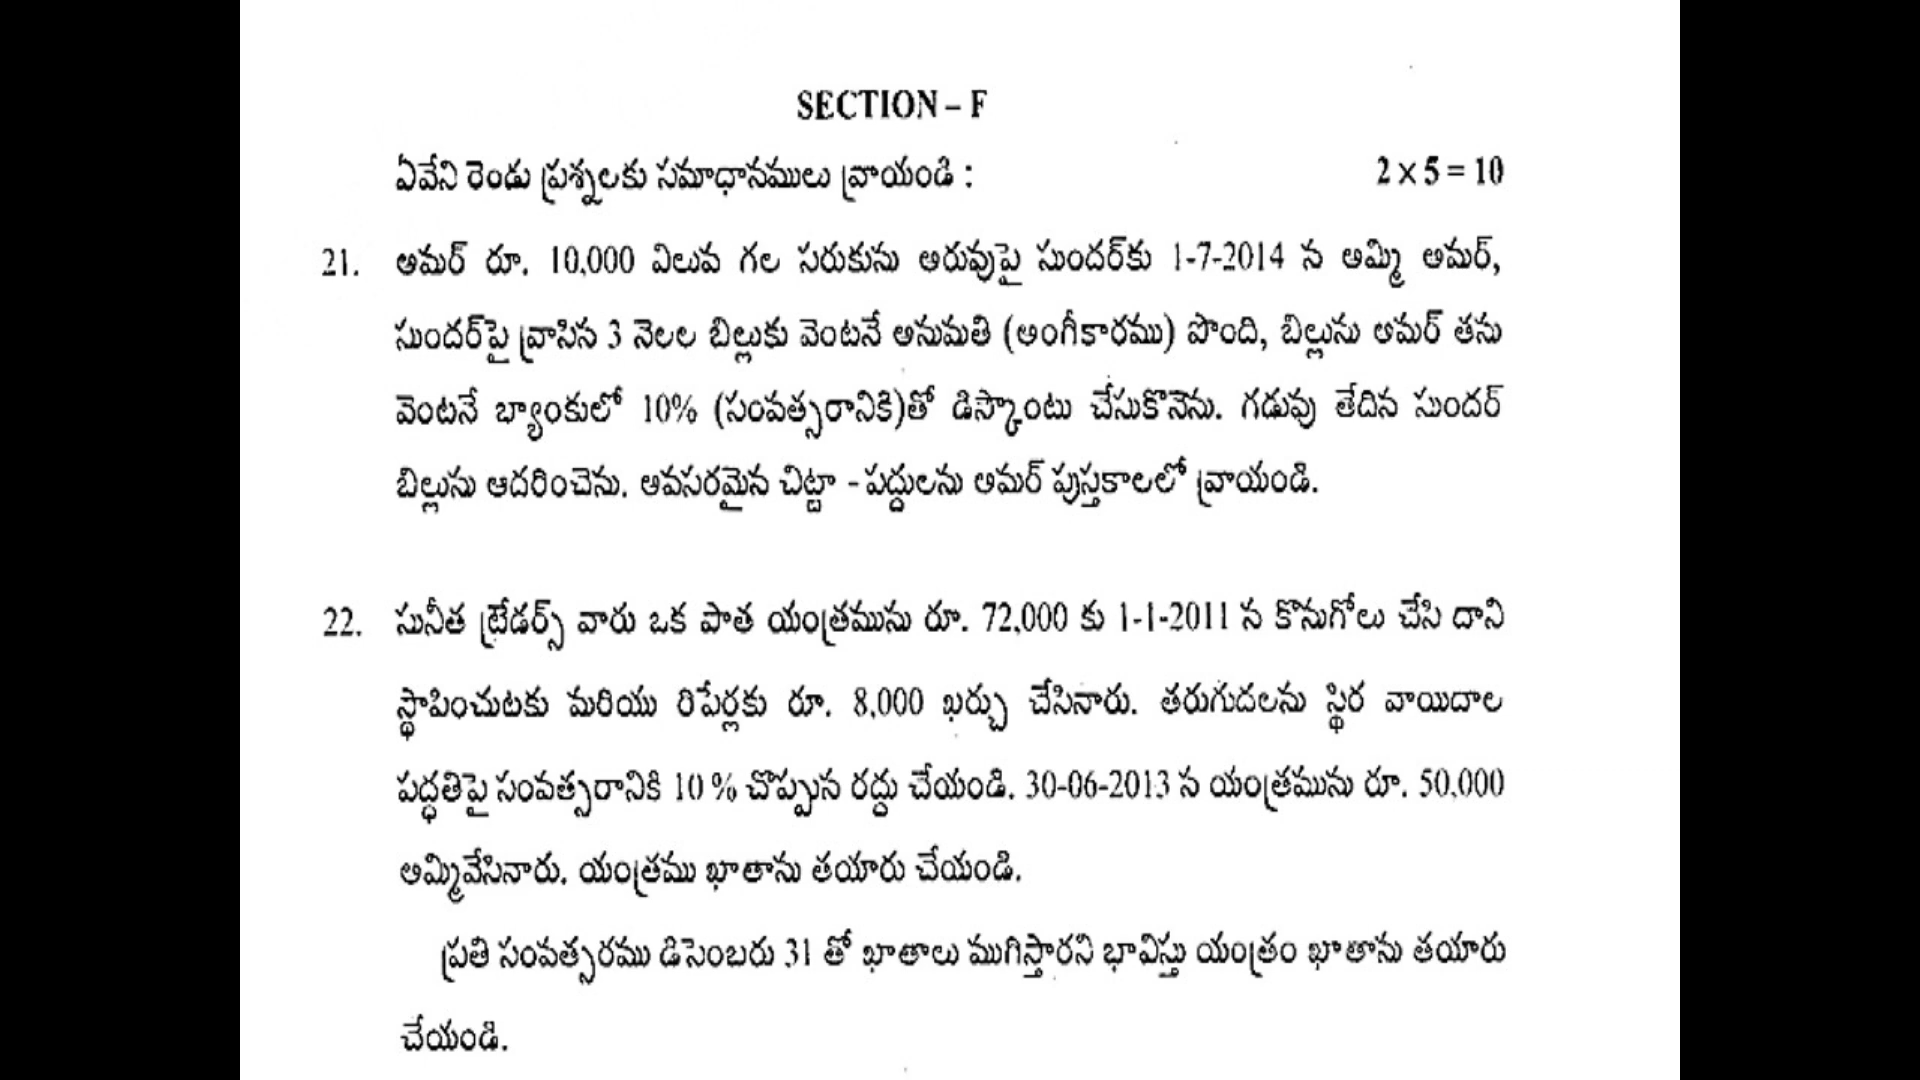 SECTION – F
ఏవేని రెండు ప్రశ్నలకు సమాధానములు వ్రాయండి : 2 × 5 = 10
21. అమర్ రూ. 10,000 విలువ గల సరుకును అరువుపై సుందర్‌కు 1-7-2014 న అమ్మి అమర్,
సుందర్‌పై వ్రాసిన 3 నెలల బిల్లుకు వెంటనే అనుమతి (అంగీకారము) పొంది, బిల్లును అమర్ తను
వెంటనే బ్యాంకులో 10% (సంవత్సరానికి)తో డిస్కౌంటు చేసుకొనెను. గడువు తేదిన సుందర్
బిల్లును ఆదరించెను. అవసరమైన చిట్టా - పద్దులను అమర్ పుస్తకాలలో వ్రాయండి.
22. సునీత ట్రేడర్స్ వారు ఒక పాత యంత్రమును రూ. 72,000 కు 1-1-2011 న కొనుగోలు చేసి దాని
స్థాపించుటకు మరియు రిపేర్లకు రూ. 8,000 ఖర్చు చేసినారు. తరుగుదలను స్థిర వాయిదాల
పద్ధతిపై సంవత్సరానికి 10 % చొప్పున రద్దు చేయండి. 30-06-2013 న యంత్రమును రూ. 50,000
అమ్మివేసినారు. యంత్రము ఖాతాను తయారు చేయండి.
ప్రతి సంవత్సరము డిసెంబరు 31 తో ఖాతాలు ముగిస్తారని భావిస్తు యంత్రం ఖాతాను తయారు
చేయండి.